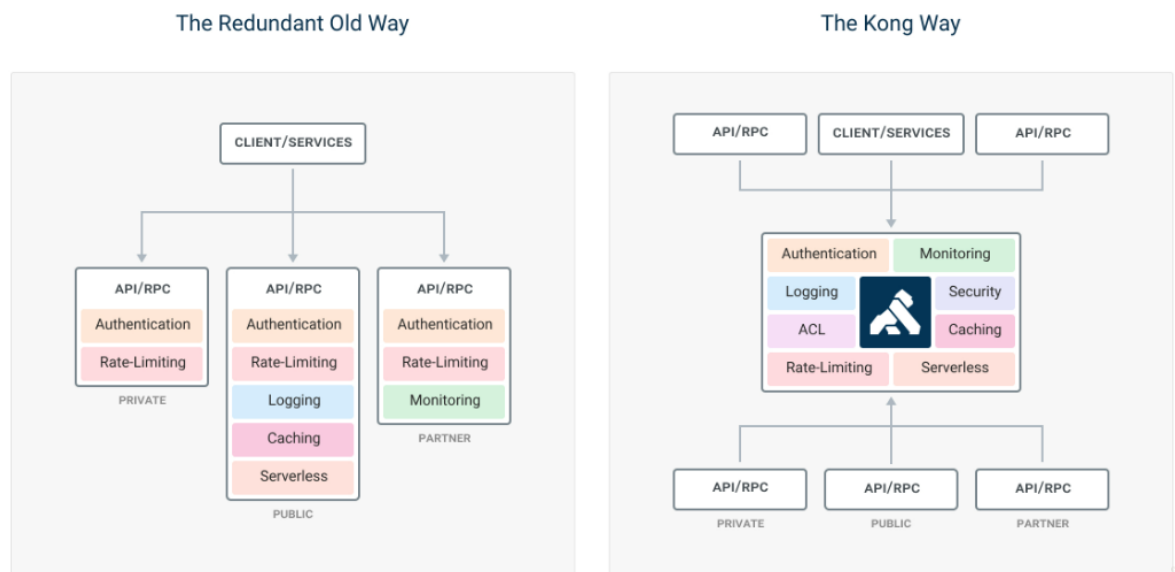 The Redundant Old Way
CLIENT/SERVICES
API/RPC
Authentication
Rate-Limiting
PRIVATE
API/RPC
Authentication
Rate-Limiting
Logging
Caching
Serverless
PUBLIC
API/RPC
Authentication
Rate-Limiting
Monitoring
PARTNER
The Kong Way
API/RPC
CLIENT/SERVICES
API/RPC
Authentication
Monitoring
Logging
Security
ACL
Caching
Rate-Limiting
Serverless
API/RPC
PRIVATE
API/RPC
PUBLIC
API/RPC
PARTNER